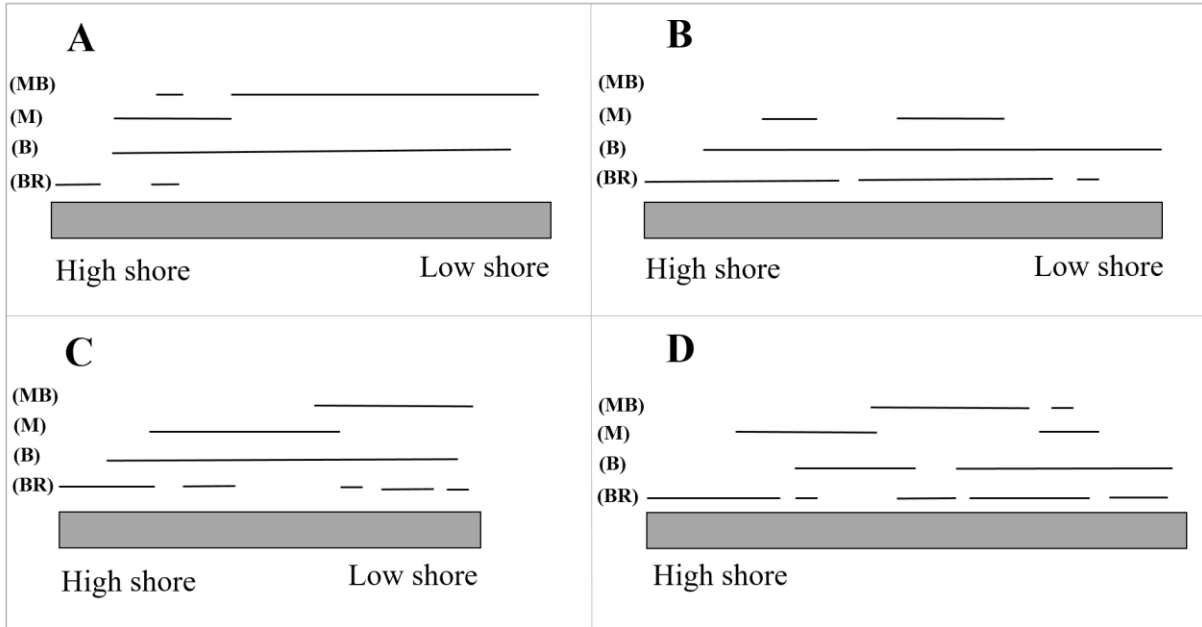 A
(MB)
(M)
(B)
(BR)
High shore
Low shore
B
(MB)
(M)
(B)
(BR)
High shore
Low shore
C
(MB)
(M)
(B)
(BR)
High shore
Low shore
D
(MB)
(M)
(B)
(BR)
High shore